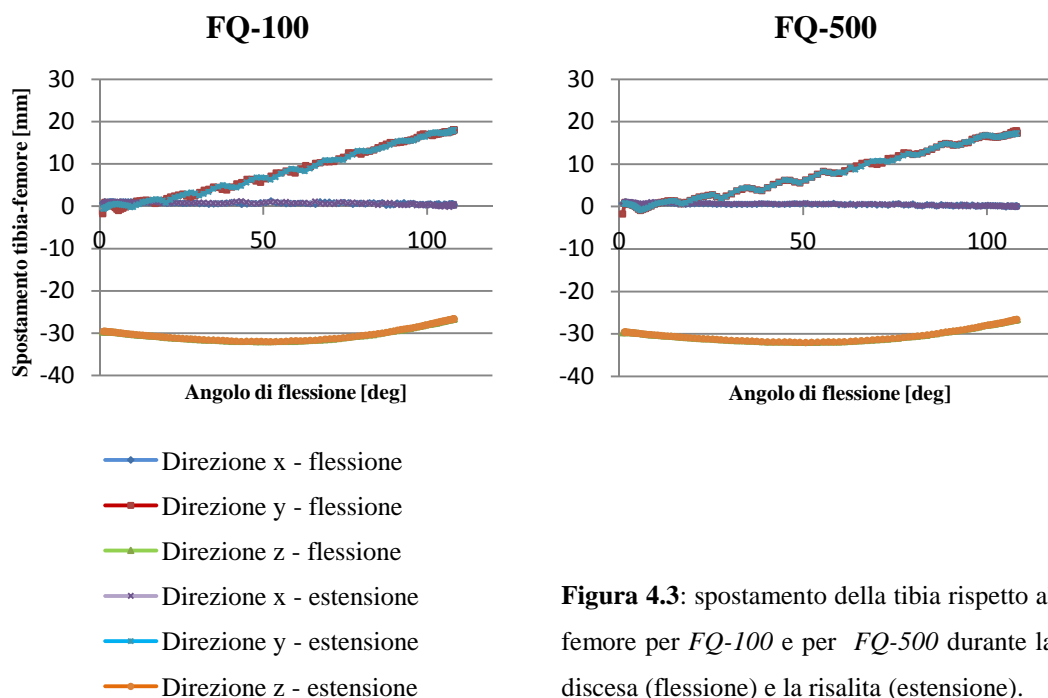 FQ-100
FQ-500
Spostamento tibia-femore [mm]
30
20
10
0
-10
-20
-30
-40
0
50
100
Angolo di flessione [deg]
30
20
10
0
-10
-20
-30
-40
0
50
100
Angolo di flessione [deg]
Direzione x - flessione
Direzione y - flessione
Direzione z - flessione
Direzione x - estensione
Direzione y - estensione
Direzione z - estensione
Figura 4.3: spostamento della tibia rispetto a
femore per FQ-100 e per FQ-500 durante la
discesa (flessione) e la risalita (estensione).